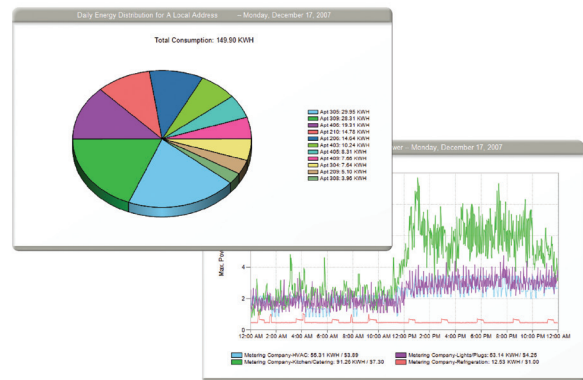 Daily Energy Distribution for A Local Address – Monday, December 17, 2007
Total Consumption: 149.90 KWH
Apt 305: 29.95 KWH
Apt 309: 28.31 KWH
Apt 406: 19.31 KWH
Apt 210: 14.78 KWH
Apt 206: 14.04 KWH
Apt 403: 10.24 KWH
Apt 405: 8.31 KWH
Apt 409: 7.66 KWH
Apt 304: 7.64 KWH
Apt 209: 5.10 KWH
Apt 308: 3.96 KWH
– Monday, December 17, 2007
Max. Pow
4
2
0
12:00 AM 2:00 AM 4:00 AM 6:00 AM 8:00 AM 10:00 AM 12:00 PM 2:00 PM 4:00 PM 6:00 PM 8:00 PM 10:00 PM 12:00 AM
Metering Company-HVAC: 55.31 KWH / $3.59 Metering Company-Lights/Plugs: 53.14 KWH / $4.25
Metering Company-Kitchen/Catering: 91.26 KWH / $7.30 Metering Company-Refrigeration: 12.53 KWH / $1.00